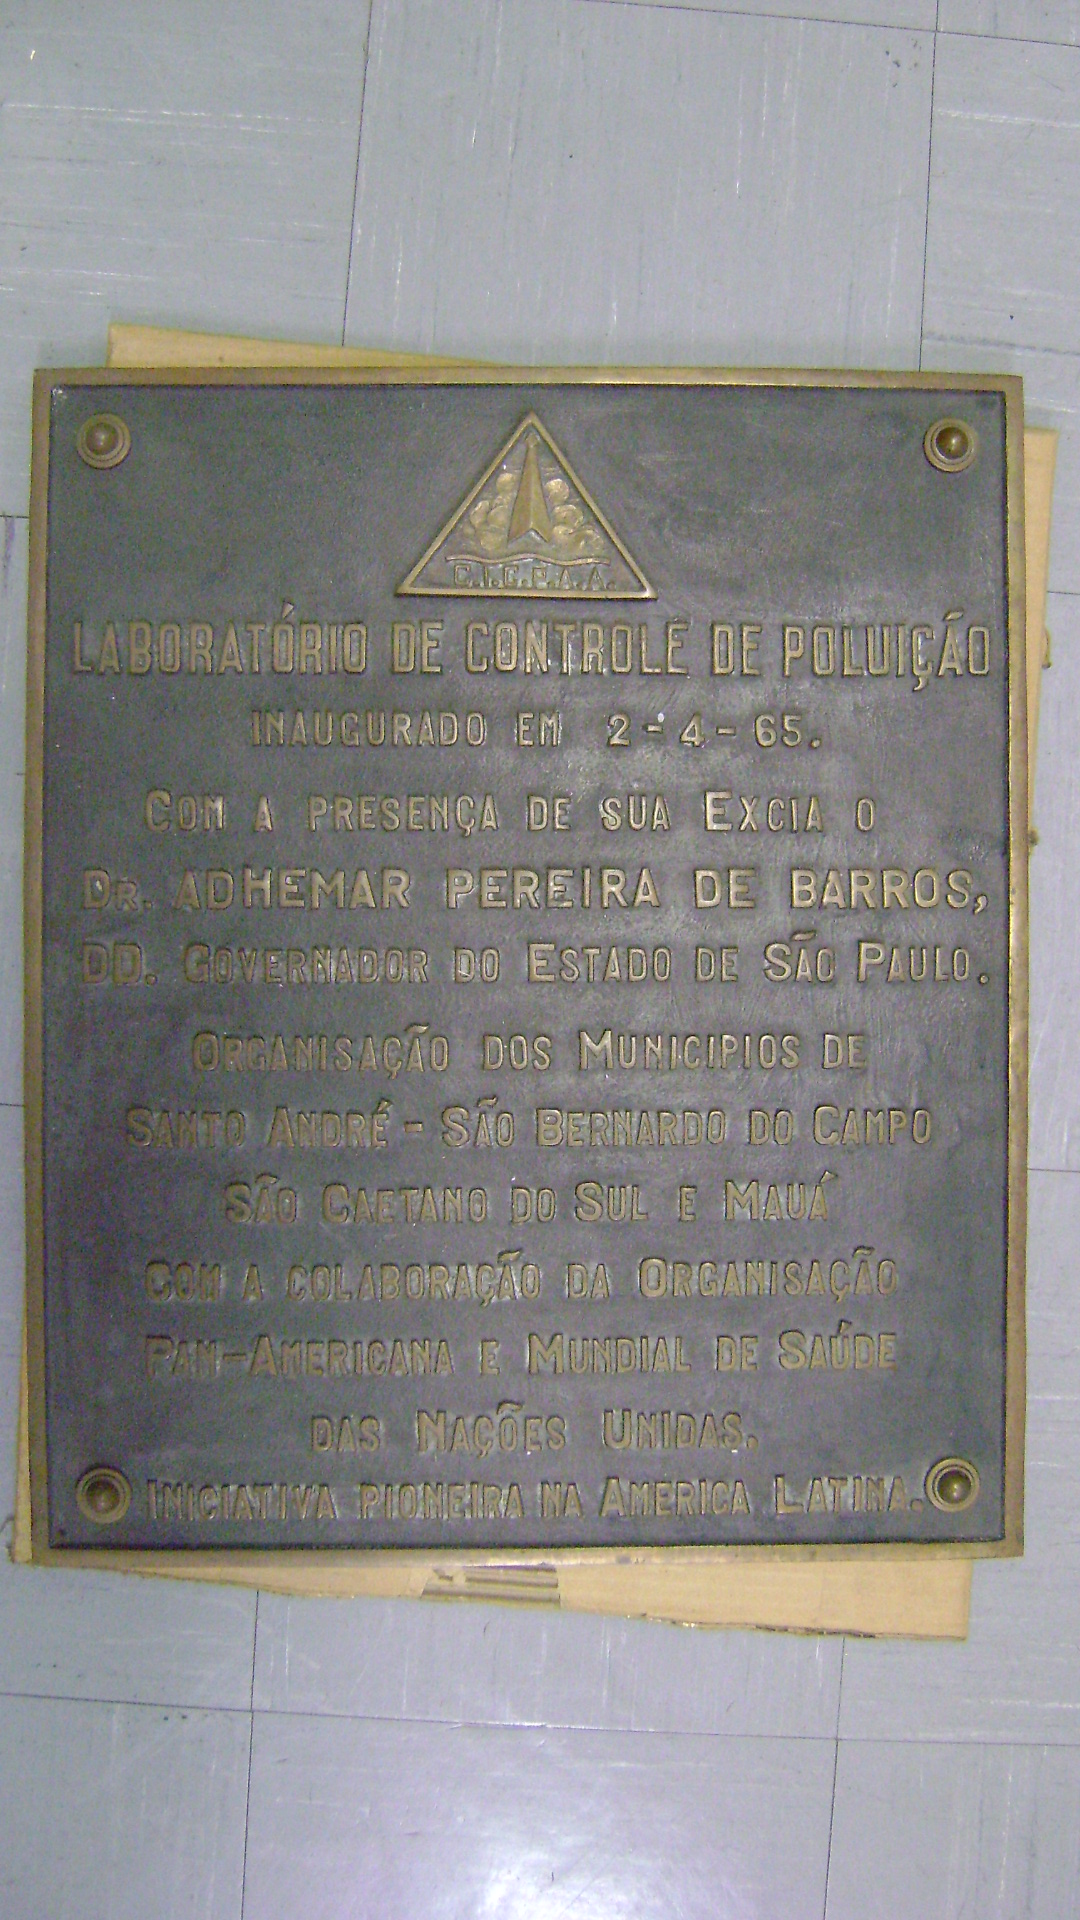 C.I.C.P.A.A.
LABORATÓRIO DE CONTROLE DE POLUIÇÃO
INAUGURADO EM 2-4-65.
COM A PRESENÇA DE SUA EXCIA O
DR. ADHEMAR PEREIRA DE BARROS,
DD. GOVERNADOR DO ESTADO DE SÃO PAULO.
ORGANISAÇÃO DOS MUNICIPIOS DE
SANTO ANDRÉ - SÃO BERNARDO DO CAMPO
SÃO CAETANO DO SUL E MAUÁ
COM A COLABORAÇÃO DA ORGANISAÇÃO
PAN-AMERICANA E MUNDIAL DE SAÚDE
DAS NAÇÕES UNIDAS.
INICIATIVA PIONEIRA NA AMERICA LATINA.